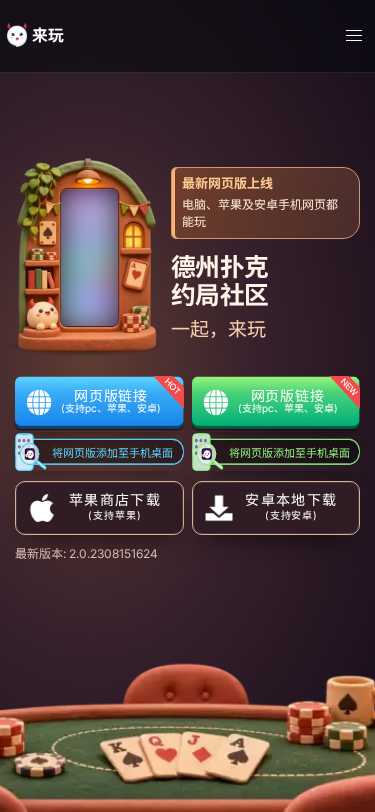 来玩
最新网页版上线
电脑、苹果及安卓手机网页都
能玩
德州扑克
约局社区
一起，来玩
网页版链接
(支持pc、苹果、安卓)
HOT
网页版链接
(支持pc、苹果、安卓)
NEW
将网页版添加至手机桌面
将网页版添加至手机桌面
苹果商店下载
(支持苹果)
安卓本地下载
(支持安卓)
最新版本: 2.0.2308151624
A
A
K
Q
J
A